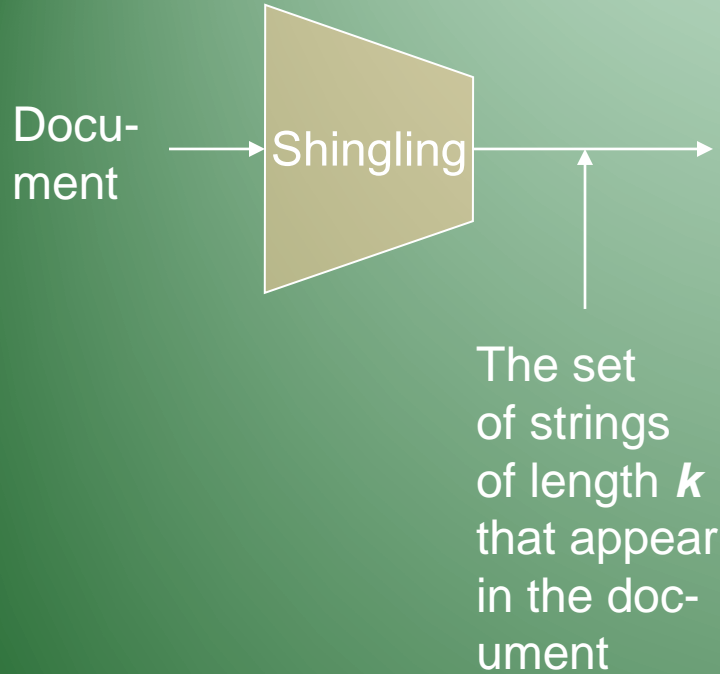 Docu-
ment
Shingling
The set
of strings
of length k
that appear
in the doc-
ument